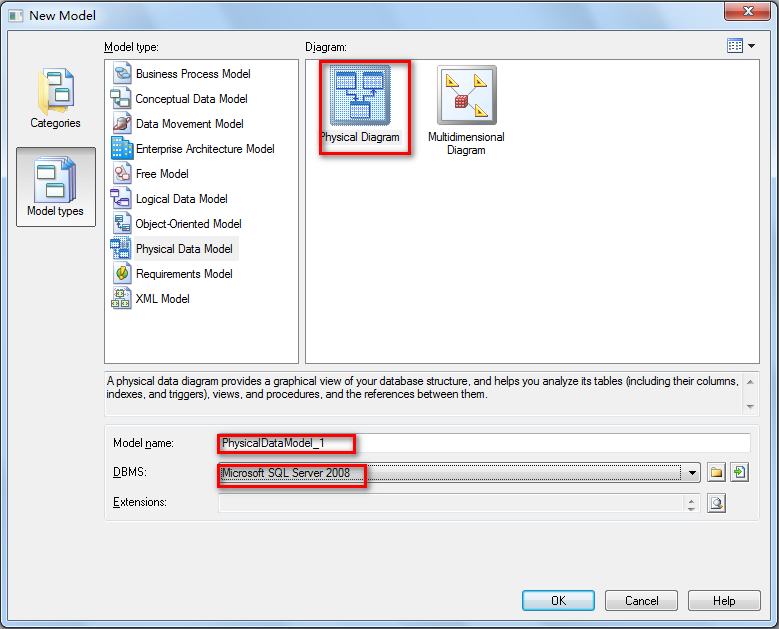 New Model
Model type:
Diagram:
Categories
Model types
Business Process Model
Conceptual Data Model
Data Movement Model
Enterprise Architecture Model
Free Model
Logical Data Model
Object-Oriented Model
Physical Data Model
Requirements Model
XML Model
Physical Diagram
Multidimensional
Diagram
A physical data diagram provides a graphical view of your database structure, and helps you analyze its tables (including their columns,
indexes, and triggers), views, and procedures, and the references between them.
Model name:
PhysicalDataModel_1
DBMS:
Microsoft SQL Server 2008
Extensions:
OK
Cancel
Help